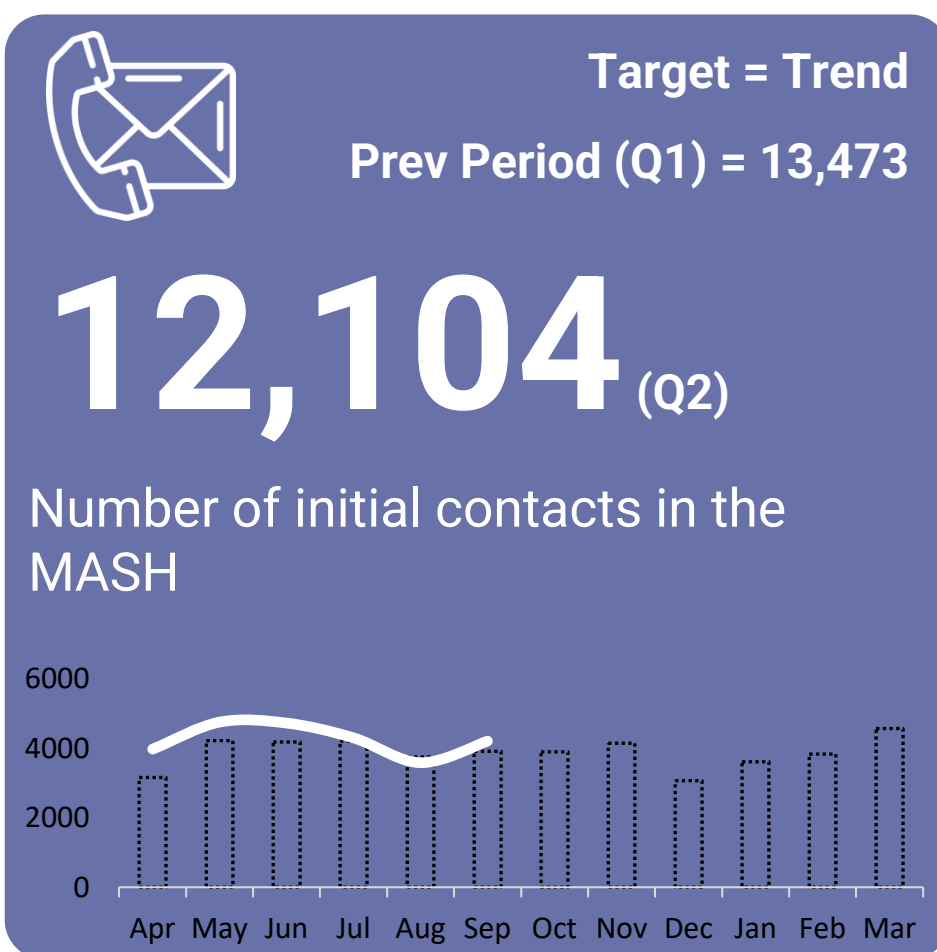 Target = Trend
Prev Period (Q1) = 13,473
12,104 (Q2)
Number of initial contacts in the
MASH
6000
4000
2000
0
Apr May Jun Jul Aug Sep Oct Nov Dec Jan Feb Mar